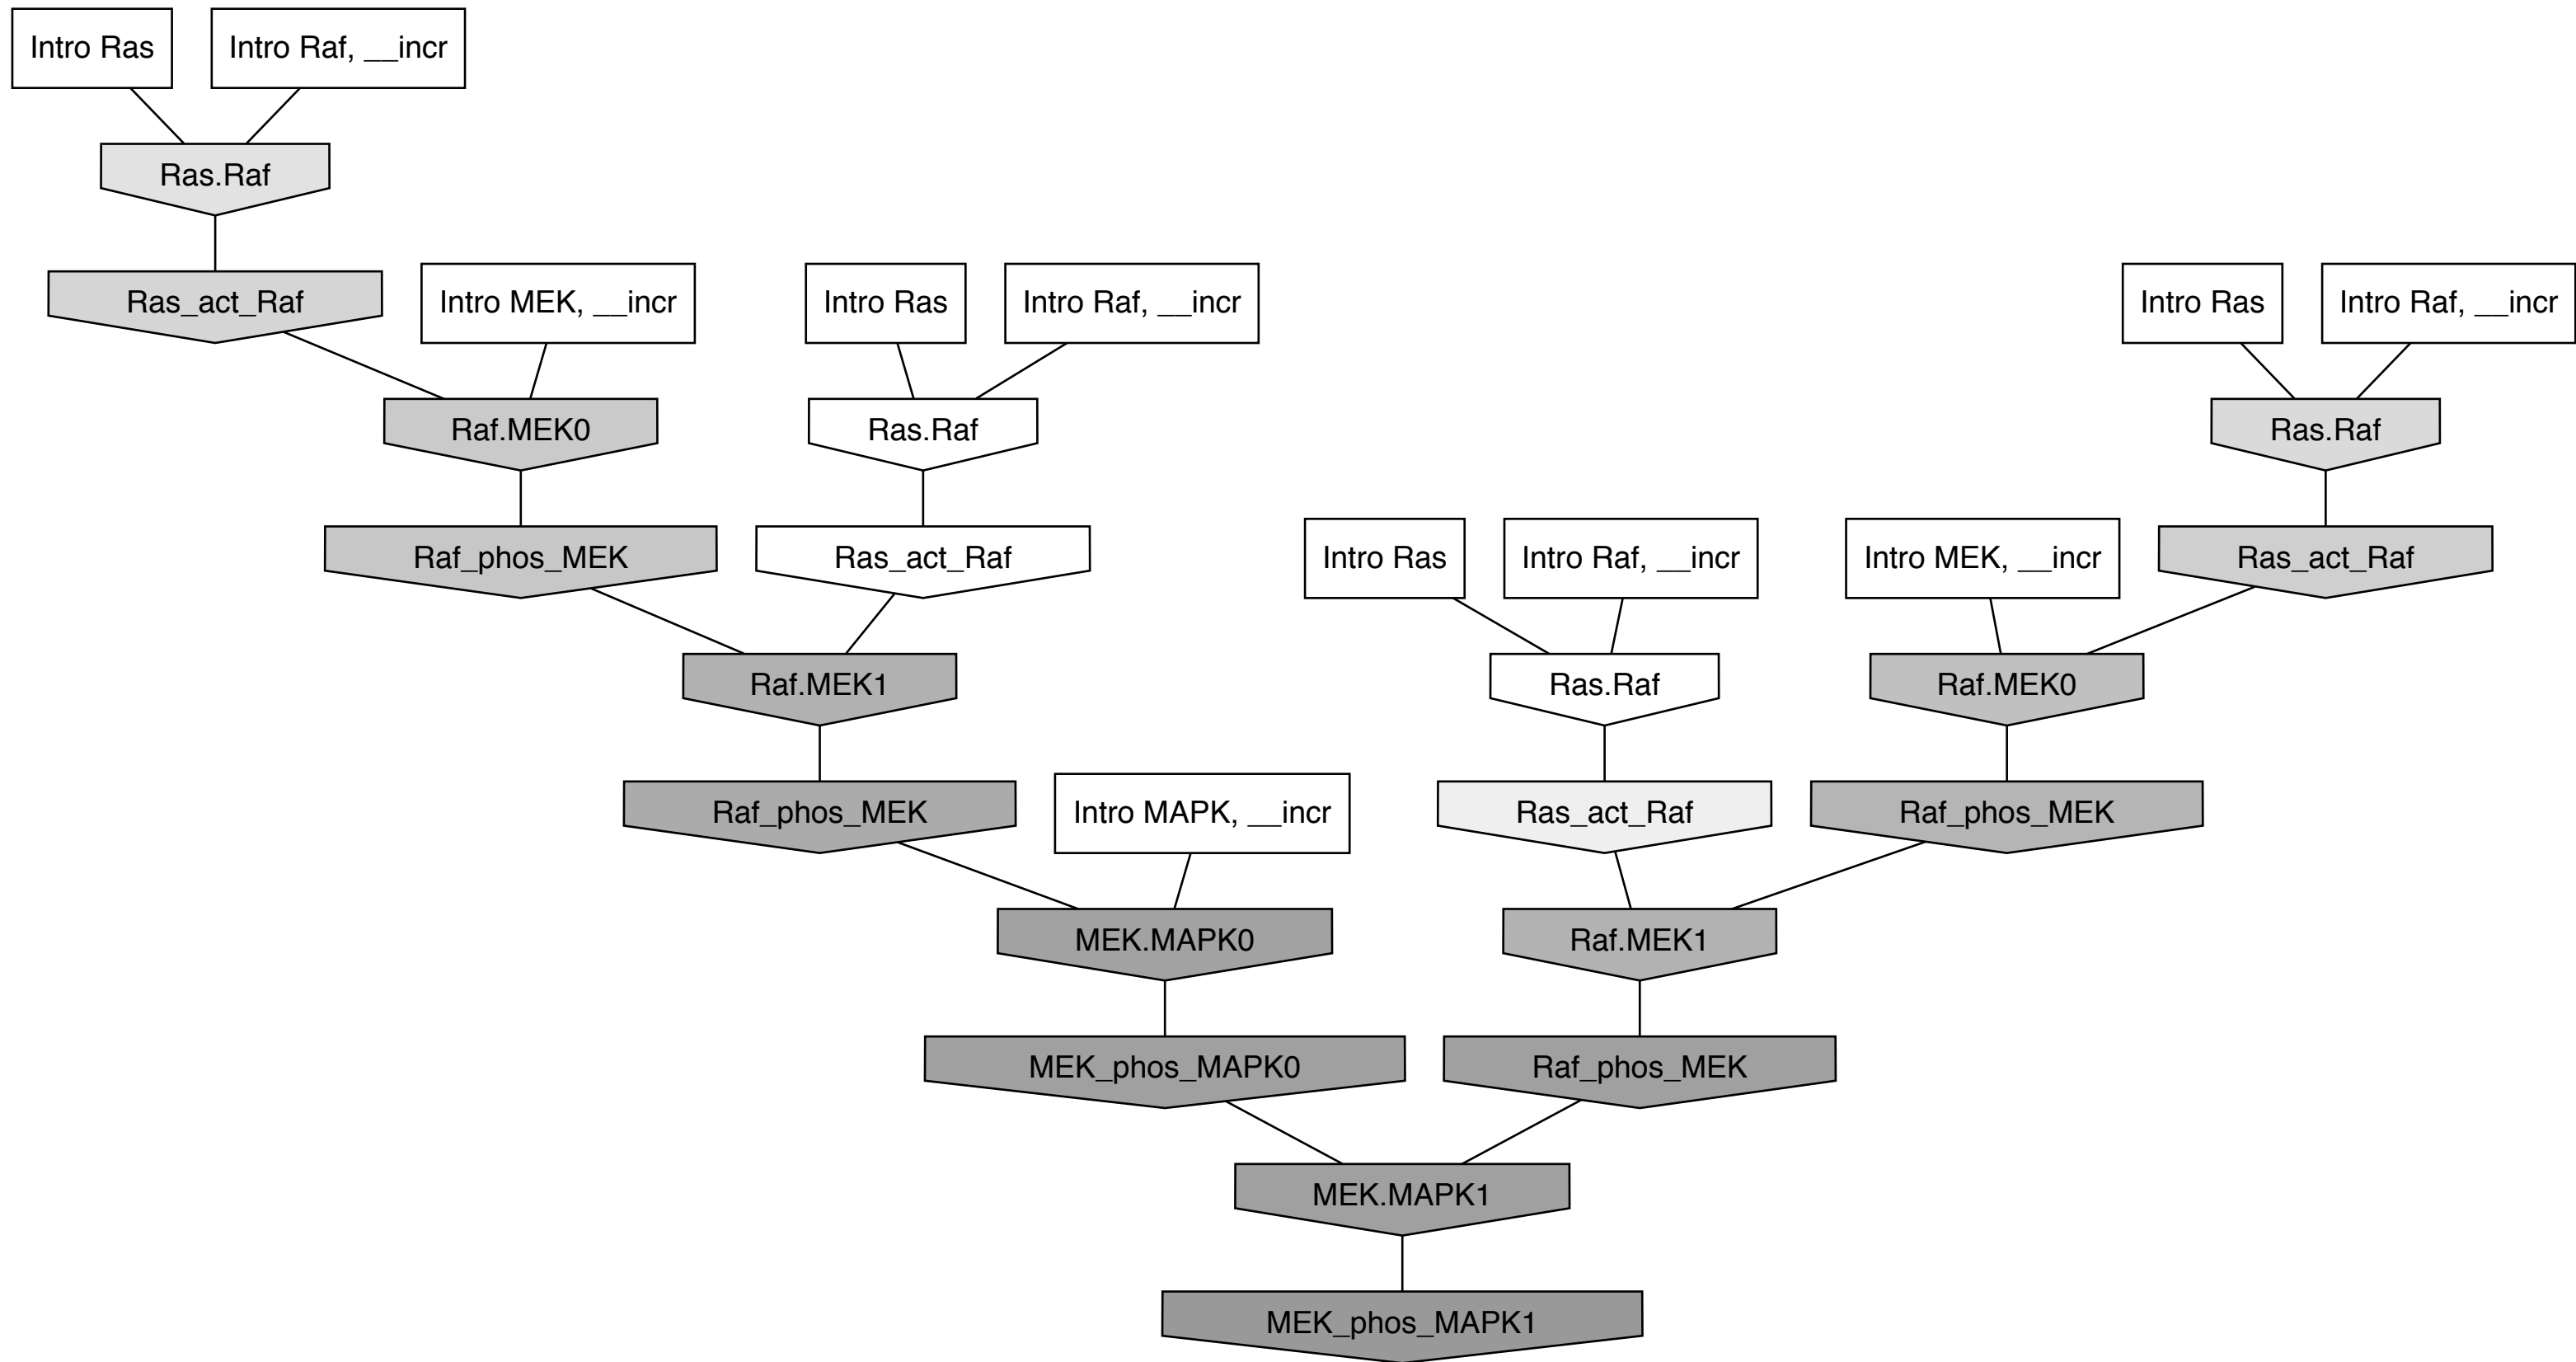 Intro Ras
Intro Raf, __incr
Ras.Raf
Ras_act_Raf
Intro MEK, __incr
Intro Ras
Intro Raf, __incr
Intro Ras
Intro Raf, __incr
Raf.MEK0
Ras.Raf
Ras.Raf
Raf_phos_MEK
Ras_act_Raf
Intro Ras
Intro Raf, __incr
Intro MEK, __incr
Ras_act_Raf
Raf.MEK1
Ras.Raf
Raf.MEK0
Raf_phos_MEK
Intro MAPK, __incr
Ras_act_Raf
Raf_phos_MEK
MEK.MAPK0
Raf.MEK1
MEK_phos_MAPK0
Raf_phos_MEK
MEK.MAPK1
MEK_phos_MAPK1